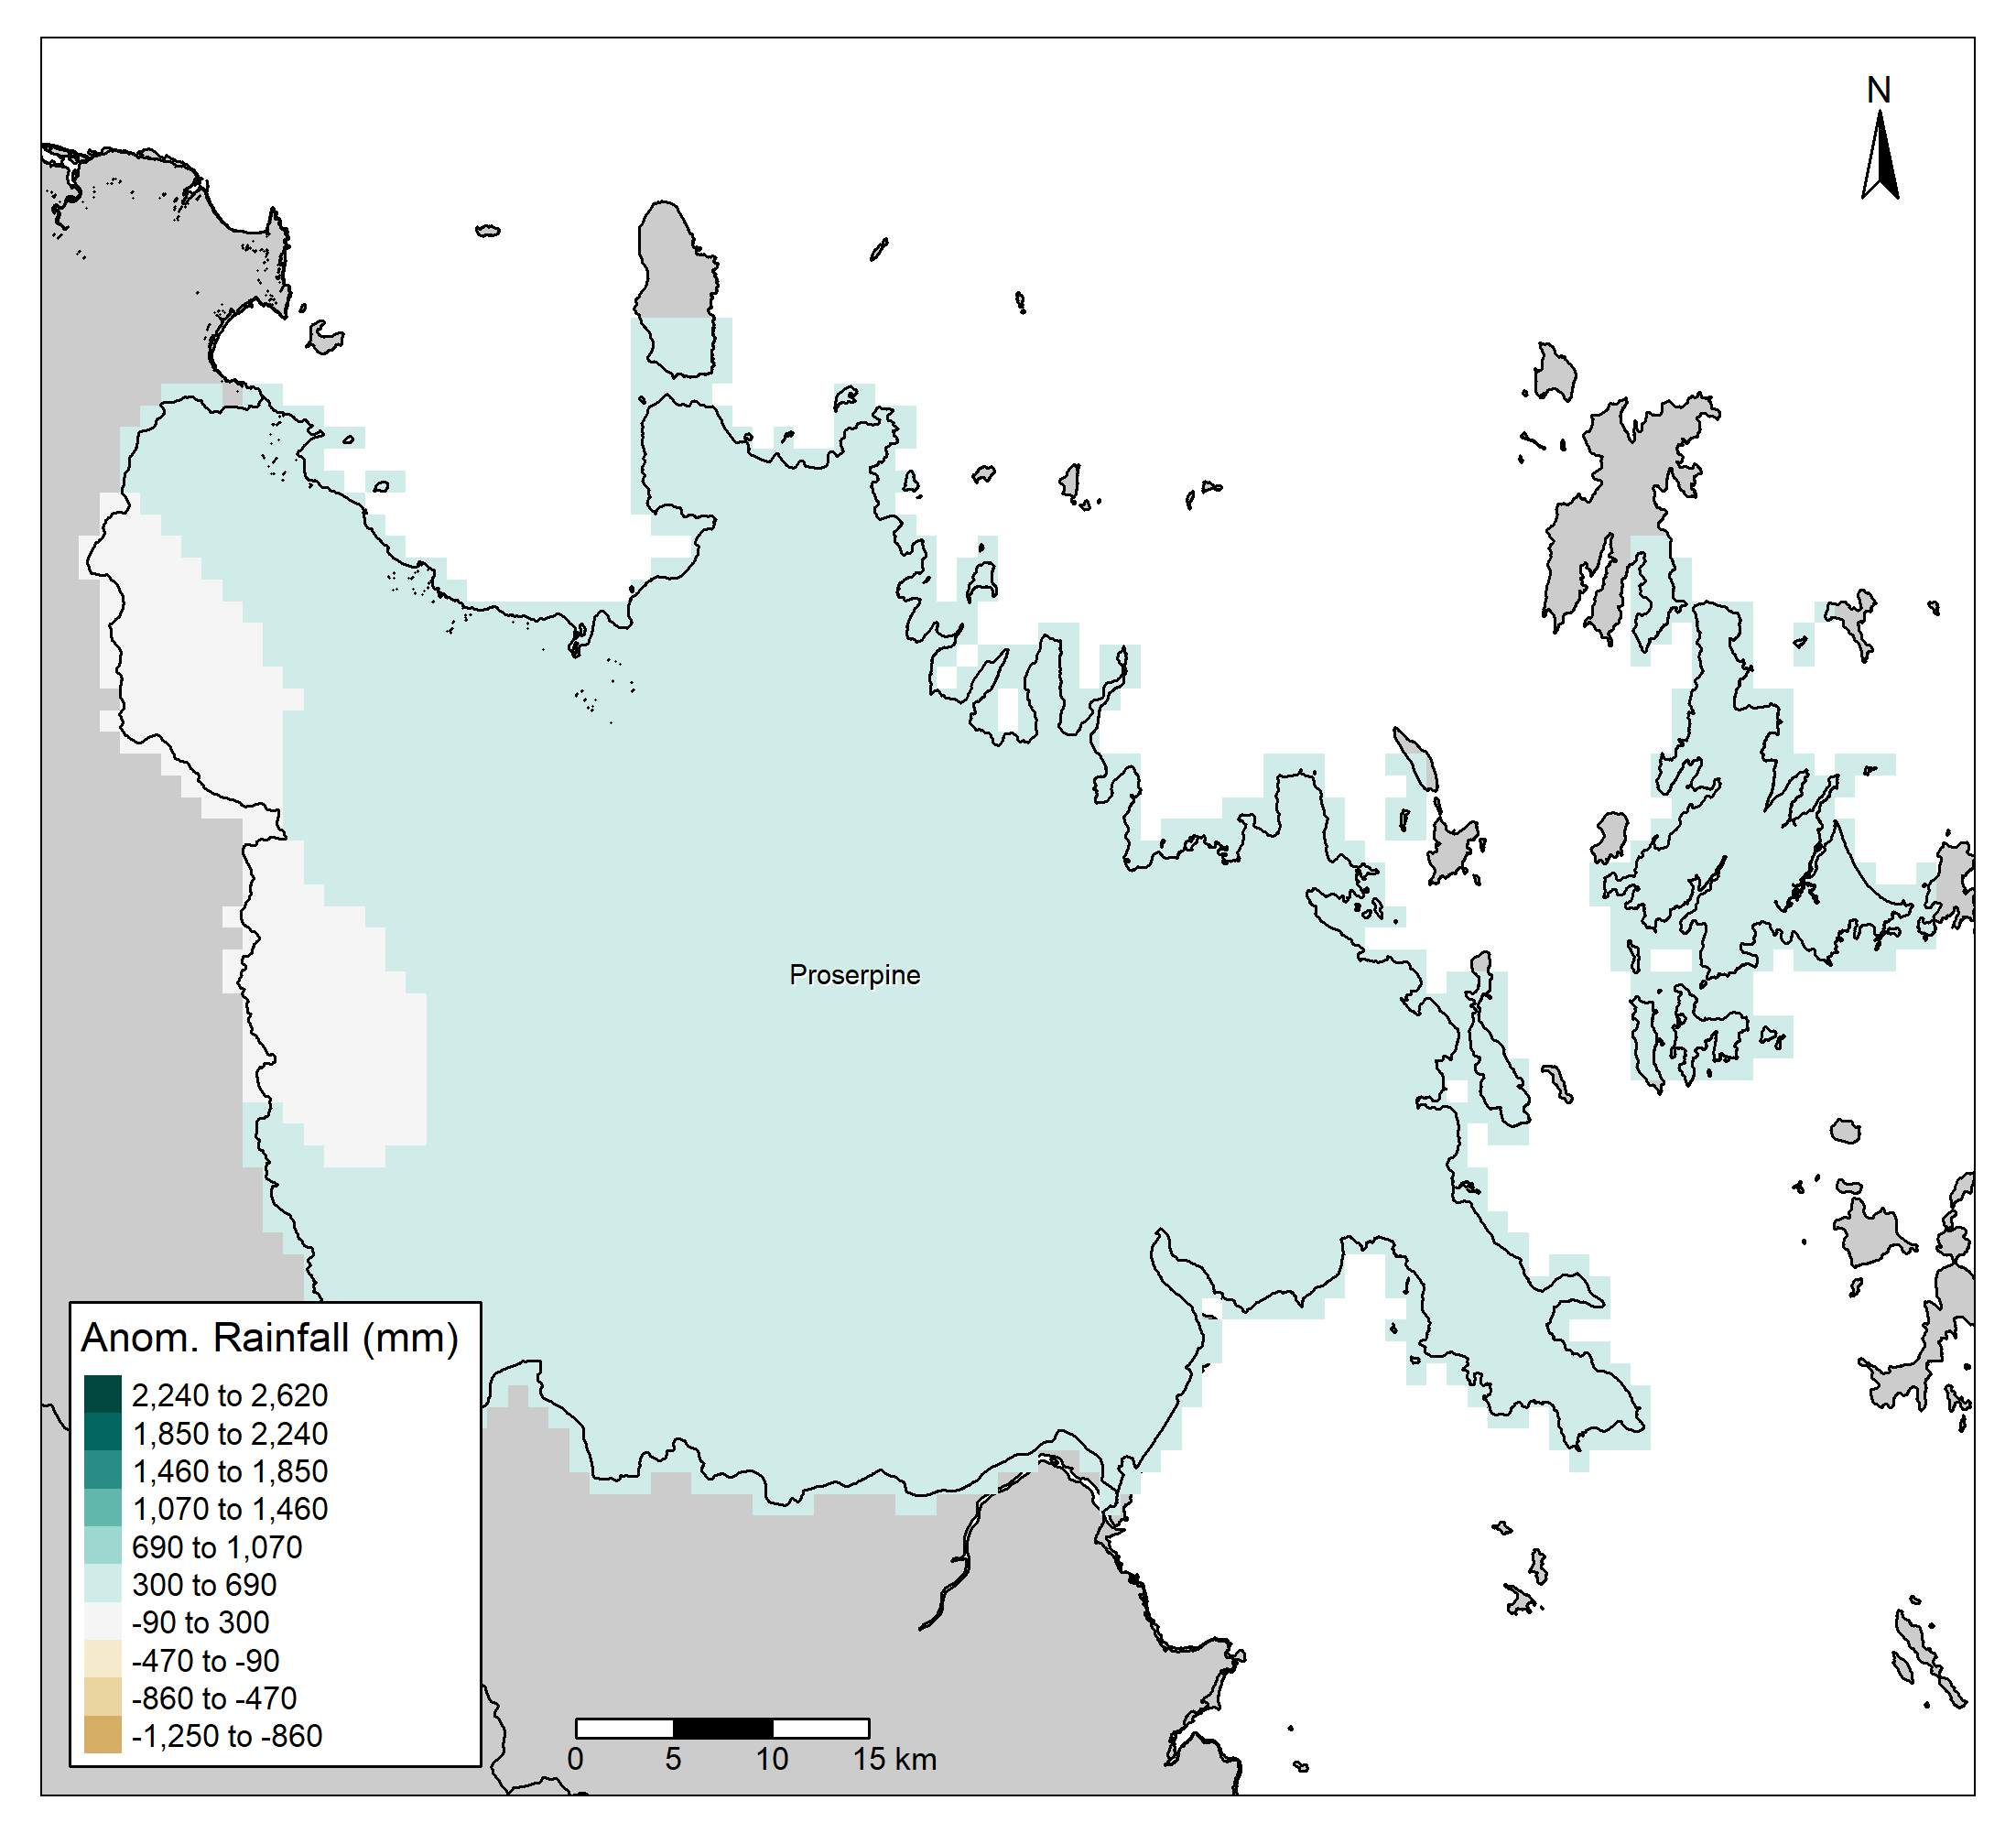 N
Proserpine
Anom. Rainfall (mm)
2,240 to 2,620
1,850 to 2,240
1,460 to 1,850
1,070 to 1,460
690 to 1,070
300 to 690
-90 to 300
-470 to -90
-860 to -470
-1,250 to -860
0 5 10 15 km